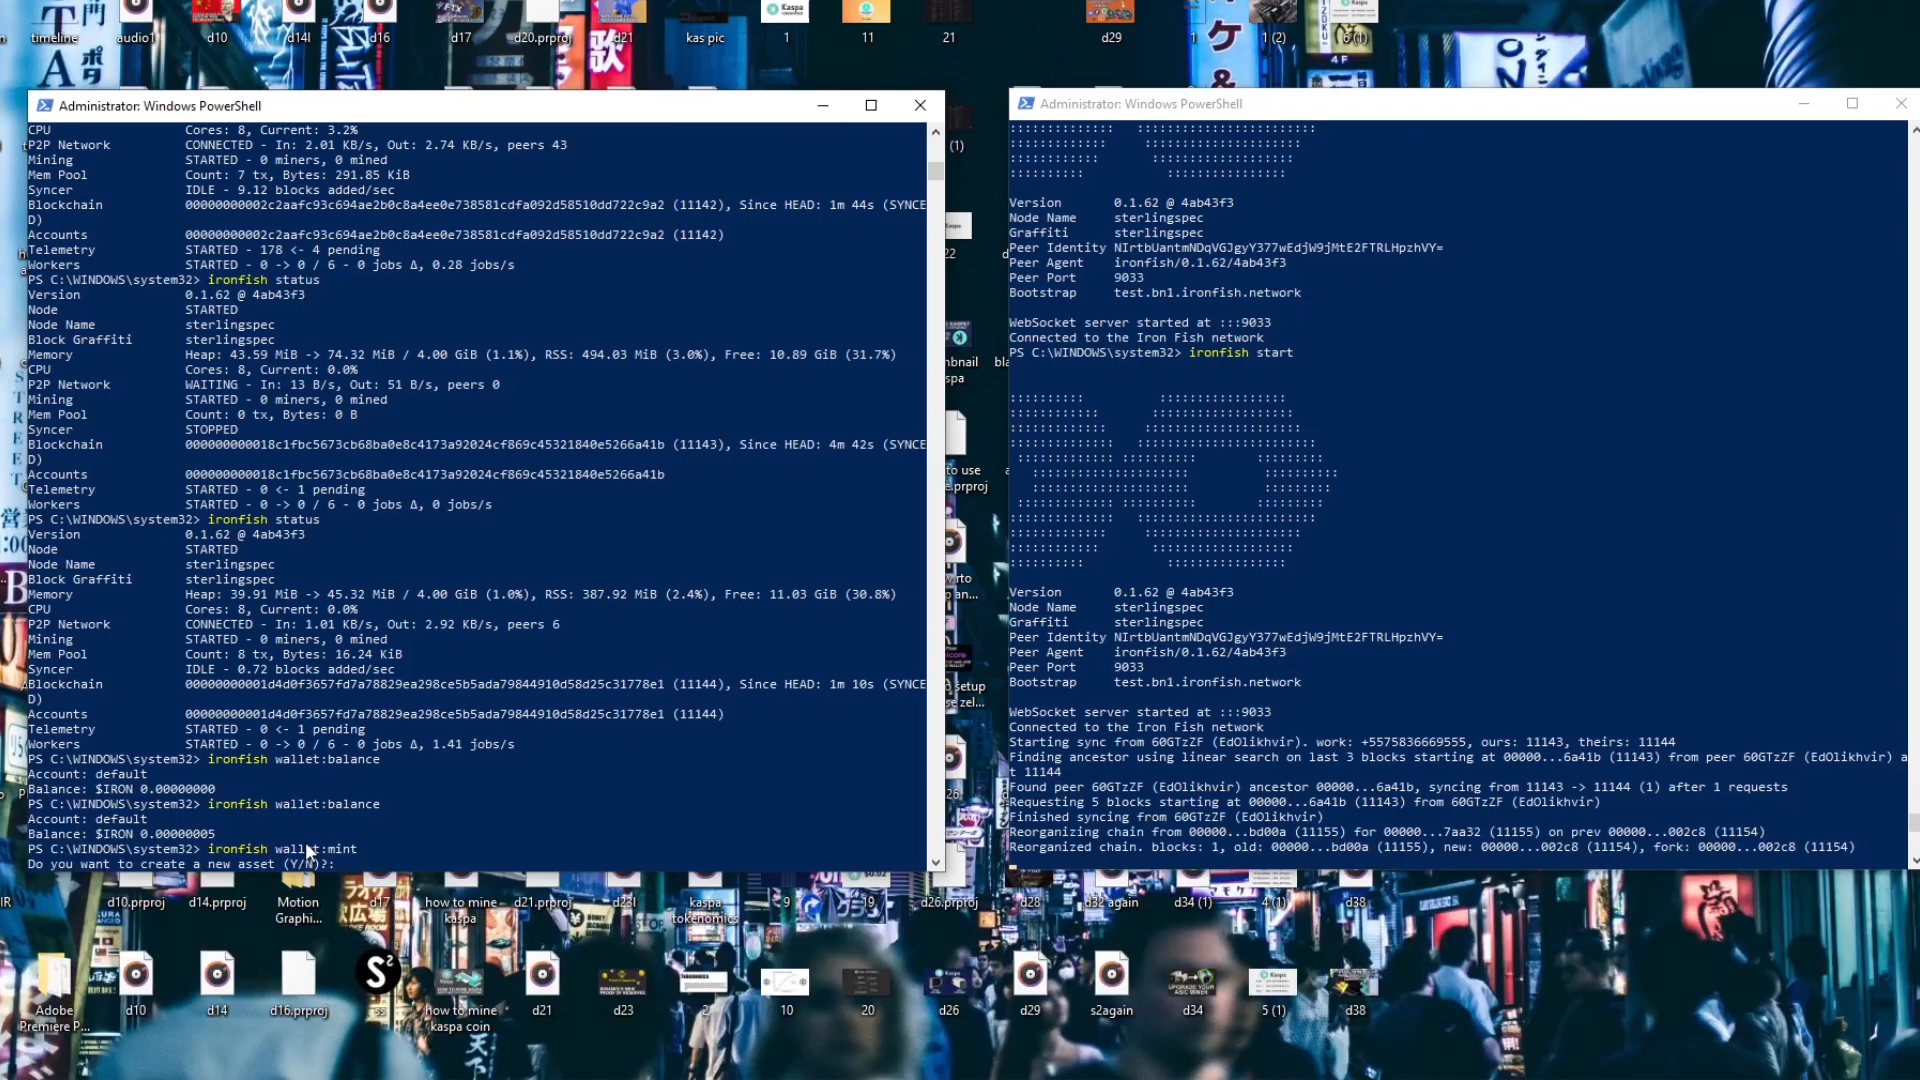 timeline
audio1
d10
d14l
d16
d17
d20.prproj
d21
kas pic
1
11
21
d29
1
1 (2)
6 (1)
Administrator: Windows PowerShell
CPU Cores: 8, Current: 3.2%
P2P Network CONNECTED - In: 2.01 KB/s, Out: 2.74 KB/s, peers 43
Mining STARTED - 0 miners, 0 mined
Mem Pool Count: 7 tx, Bytes: 291.85 KiB
Syncer IDLE - 9.12 blocks added/sec
Blockchain 00000000002c2aafc93c694ae2b0c8a4ee0e738581cdfa092d58510dd722c9a2 (11142), Since HEAD: 1m 44s (SYNCE
D)
Accounts 00000000002c2aafc93c694ae2b0c8a4ee0e738581cdfa092d58510dd722c9a2 (11142)
Telemetry STARTED - 178 <- 4 pending
Workers STARTED - 0 -> 0 / 6 - 0 jobs Δ, 0.28 jobs/s
PS C:\WINDOWS\system32> ironfish status
Version 0.1.62 @ 4ab43f3
Node STARTED
Node Name sterlingspec
Block Graffiti sterlingspec
Memory Heap: 43.59 MiB -> 74.32 MiB / 4.00 GiB (1.1%), RSS: 494.03 MiB (3.0%), Free: 10.89 GiB (31.7%)
CPU Cores: 8, Current: 0.0%
P2P Network WAITING - In: 13 B/s, Out: 51 B/s, peers 0
Mining STARTED - 0 miners, 0 mined
Mem Pool Count: 0 tx, Bytes: 0 B
Syncer STOPPED
Blockchain 000000000018c1fbc5673cb68ba0e8c4173a92024cf869c45321840e5266a41b (11143), Since HEAD: 4m 42s (SYNCE
D)
Accounts 000000000018c1fbc5673cb68ba0e8c4173a92024cf869c45321840e5266a41b
Telemetry STARTED - 0 <- 1 pending
Workers STARTED - 0 -> 0 / 6 - 0 jobs Δ, 0 jobs/s
PS C:\WINDOWS\system32> ironfish status
Version 0.1.62 @ 4ab43f3
Node STARTED
Node Name sterlingspec
Block Graffiti sterlingspec
Memory Heap: 39.91 MiB -> 45.32 MiB / 4.00 GiB (1.0%), RSS: 387.92 MiB (2.4%), Free: 11.03 GiB (30.8%)
CPU Cores: 8, Current: 0.0%
P2P Network CONNECTED - In: 1.01 KB/s, Out: 2.92 KB/s, peers 6
Mining STARTED - 0 miners, 0 mined
Mem Pool Count: 8 tx, Bytes: 16.24 KiB
Syncer IDLE - 0.72 blocks added/sec
Blockchain 00000000001d4d0f3657fd7a78829ea298ce5b5ada79844910d58d25c31778e1 (11144), Since HEAD: 1m 10s (SYNCE
D)
Accounts 00000000001d4d0f3657fd7a78829ea298ce5b5ada79844910d58d25c31778e1 (11144)
Telemetry STARTED - 0 <- 1 pending
Workers STARTED - 0 -> 0 / 6 - 0 jobs Δ, 1.41 jobs/s
PS C:\WINDOWS\system32> ironfish wallet:balance
Account: default
Balance: $IRON 0.00000000
PS C:\WINDOWS\system32> ironfish wallet:balance
Account: default
Balance: $IRON 0.00000005
PS C:\WINDOWS\system32> ironfish wallet:mint
Do you want to create a new asset (Y/N)?:
Administrator: Windows PowerShell
Version 0.1.62 @ 4ab43f3
Node Name sterlingspec
Graffiti sterlingspec
Peer Identity NIrtbUantmNDqVGJgyY377wEdjW9jMtE2FTRLHpzhVY=
Peer Agent ironfish/0.1.62/4ab43f3
Peer Port 9033
Bootstrap test.bn1.ironfish.network
WebSocket server started at :::9033
Connected to the Iron Fish network
PS C:\WINDOWS\system32> ironfish start
Version 0.1.62 @ 4ab43f3
Node Name sterlingspec
Graffiti sterlingspec
Peer Identity NIrtbUantmNDqVGJgyY377wEdjW9jMtE2FTRLHpzhVY=
Peer Agent ironfish/0.1.62/4ab43f3
Peer Port 9033
Bootstrap test.bn1.ironfish.network
WebSocket server started at :::9033
Connected to the Iron Fish network
Starting sync from 60GTzZF (EdOlikhvir). work: +5575836669555, ours: 11143, theirs: 11144
Finding ancestor using linear search on last 3 blocks starting at 00000...6a41b (11143) from peer 60GTzZF (EdOlikhvir) a
t 11144
Found peer 60GTzZF (EdOlikhvir) ancestor 00000...6a41b, syncing from 11143 -> 11144 (1) after 1 requests
Requesting 5 blocks starting at 00000...6a41b (11143) from 60GTzZF (EdOlikhvir)
Finished syncing from 60GTzZF (EdOlikhvir)
Reorganizing chain from 00000...bd00a (11155) for 00000...7aa32 (11155) on prev 00000...002c8 (11154)
Reorganized chain. blocks: 1, old: 00000...bd00a (11155), new: 00000...002c8 (11154), fork: 00000...002c8 (11154)
d10.prproj
d14.prproj
Motion Graphi...
d17
how to mine kaspa
d21.prproj
d23l
kaspa tokenomics
9
19
d26.prproj
d28
d32 again
d34 (1)
4 (1)
d38
Adobe Premiere P...
d10
d14
d16.prproj
ss
how to mine kaspa coin
d21
d23
2
10
20
d26
d29
s2again
d34
5 (1)
d38